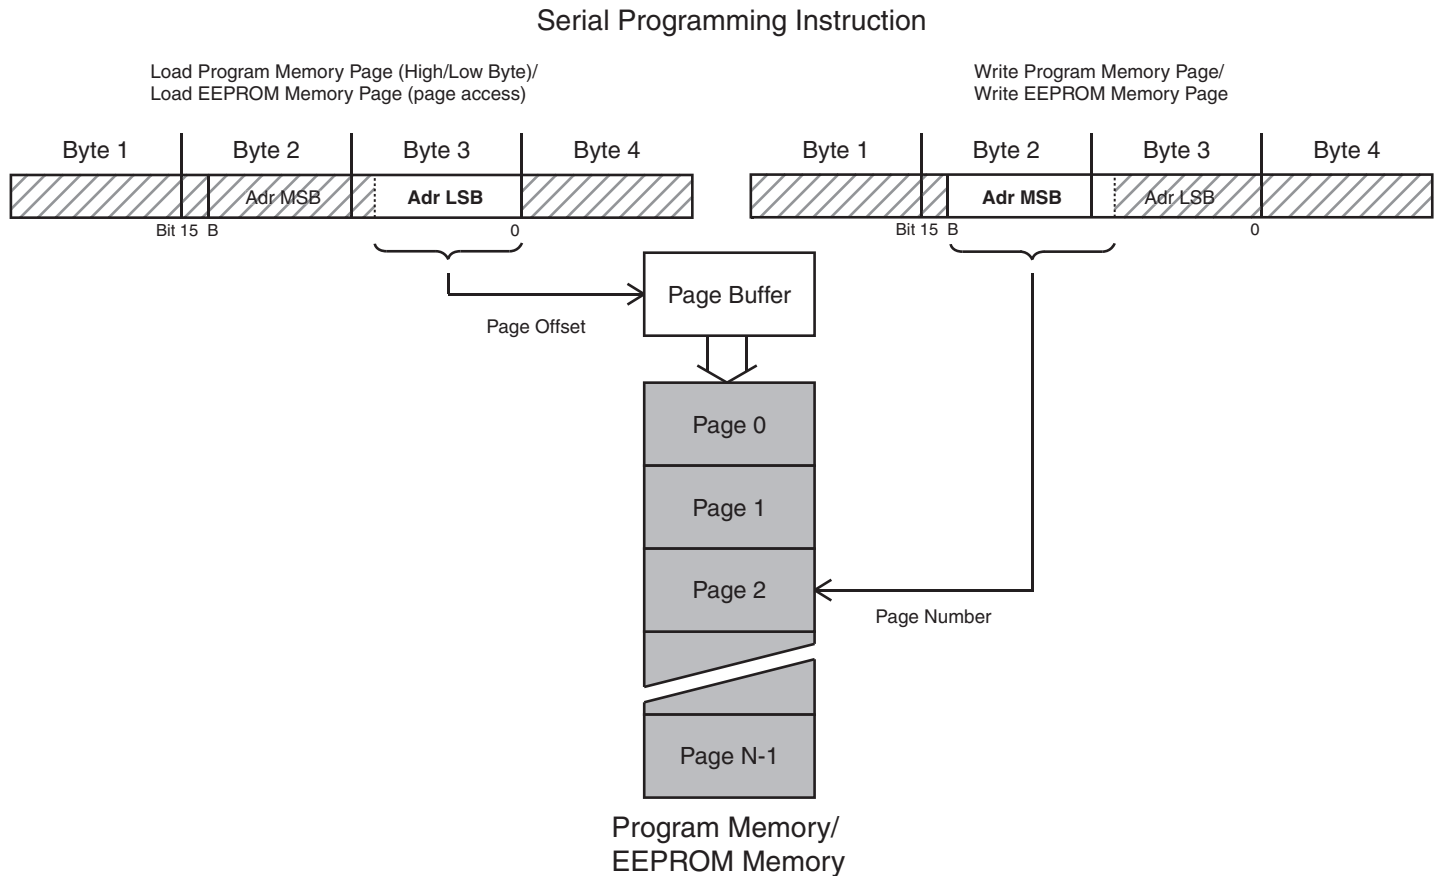 Serial Programming Instruction
Load Program Memory Page (High/Low Byte)/
Load EEPROM Memory Page (page access)
Byte 1 Byte 2 Byte 3 Byte 4
Adr MSB Adr LSB
Bit 15 B 0
Write Program Memory Page/
Write EEPROM Memory Page
Byte 1 Byte 2 Byte 3 Byte 4
Adr MSB Adr LSB
Bit 15 B 0
Page Buffer
Page Offset
Page 0
Page 1
Page 2
Page Number
Page N-1
Program Memory/
EEPROM Memory